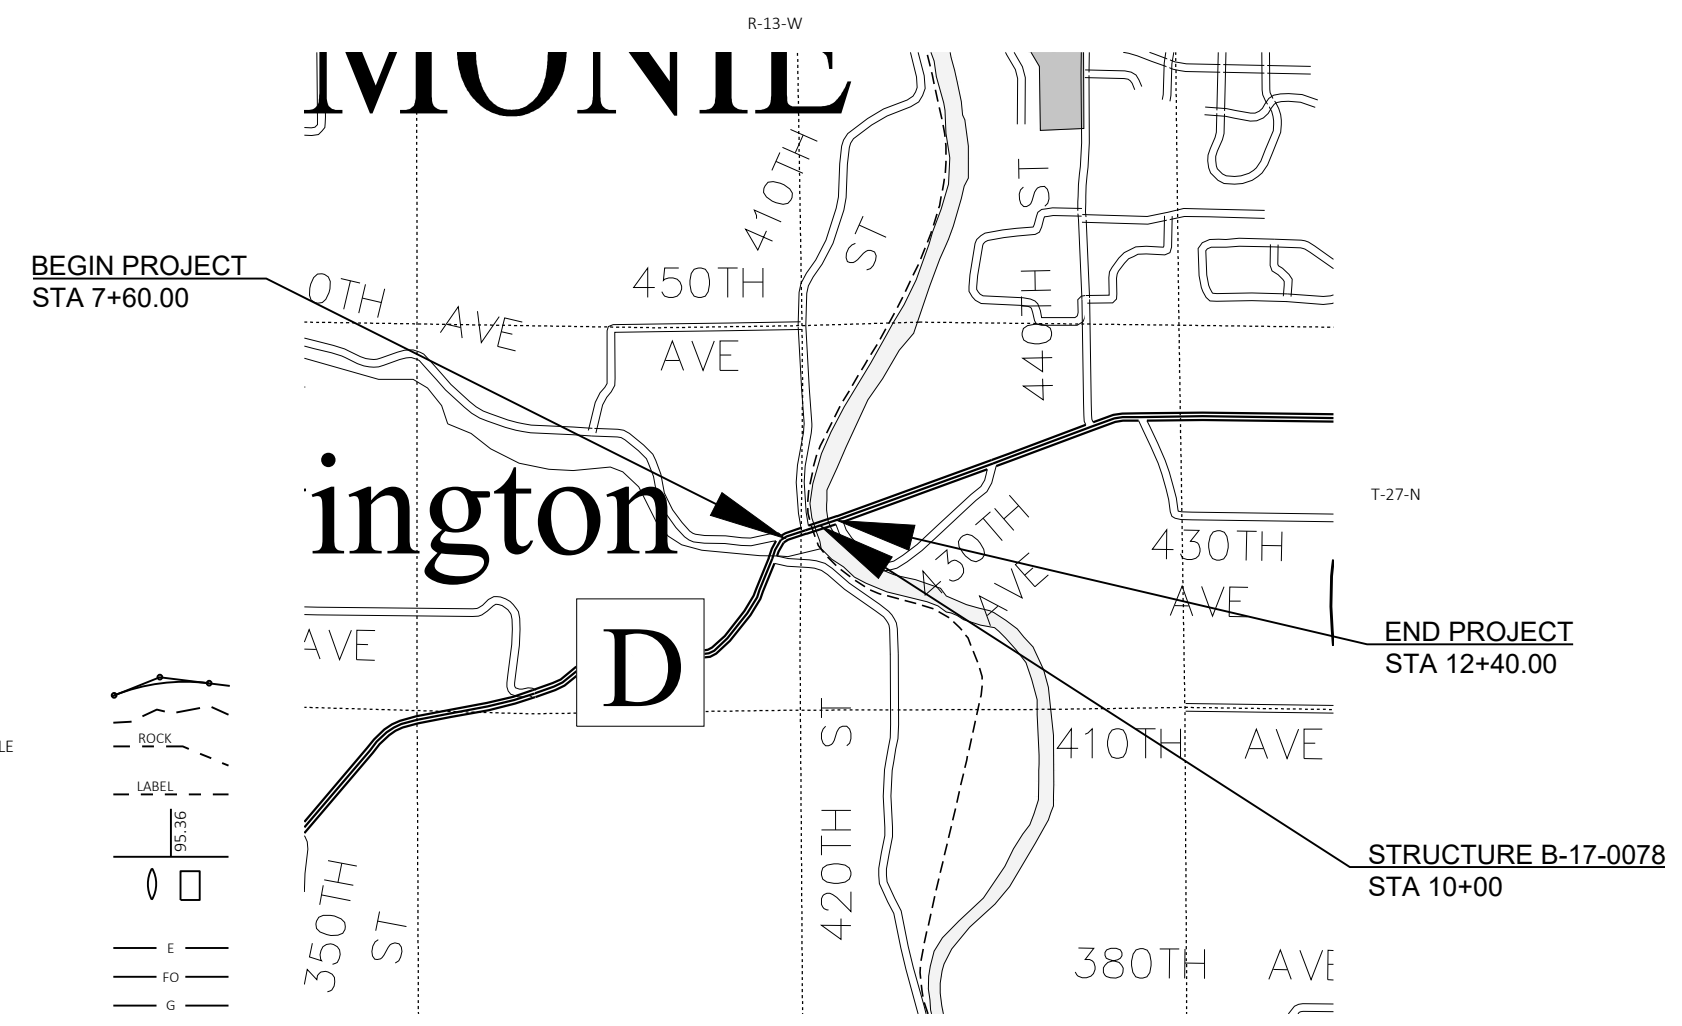 R-13-W
MONIE
410TH
ST
ST
440TH
BEGIN PROJECT
STA 7+60.00
0TH
AVE
450TH
AVE
ington
T-27-N
430TH
AVE
430TH
AVE
END PROJECT
STA 12+40.00
AVE
D
ST
420TH
410TH AVE
ROCK
LE
LABEL
95.36
STRUCTURE B-17-0078
STA 10+00
350TH
ST
E
FO
G
380TH AVE